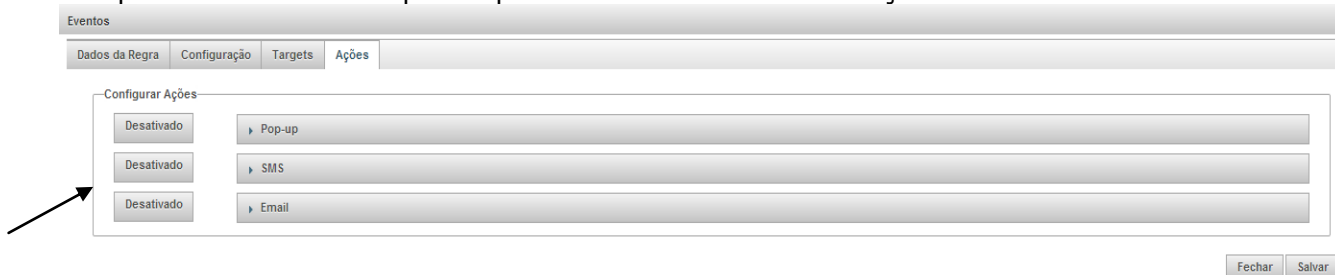 Eventos
Dados da Regra Configuração Targets Ações
Configurar Ações
Desativado Pop-up
Desativado SMS
Desativado Email
Fechar Salvar